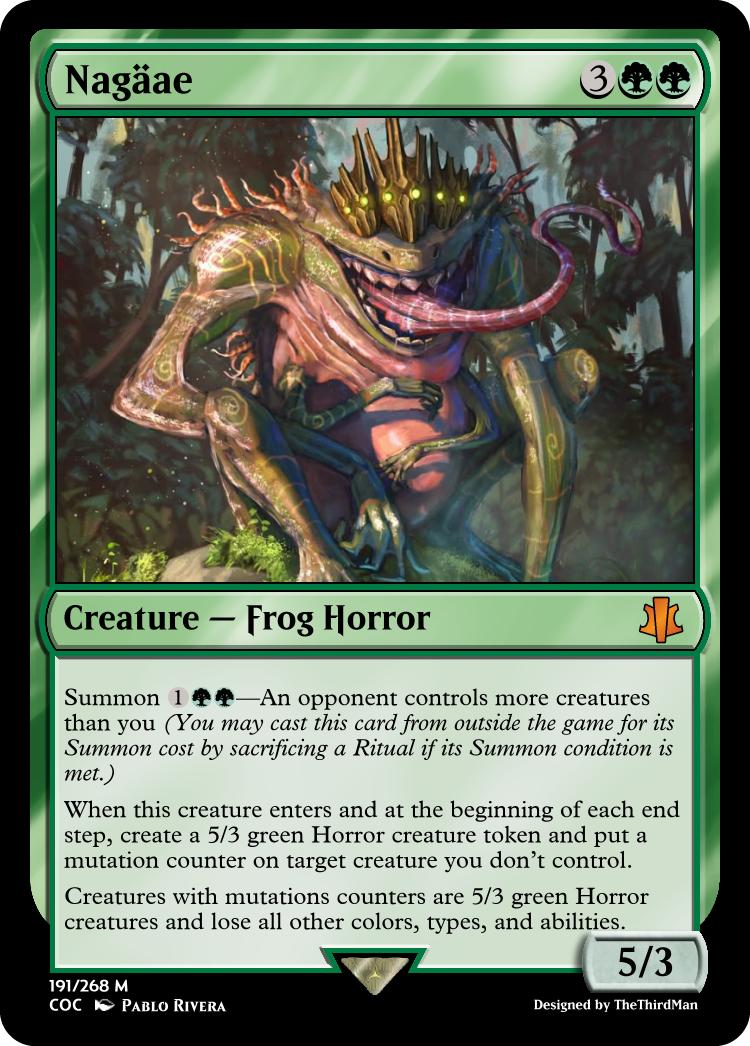 Nagäae
3
Creature — Frog Horror
Summon 1—An opponent controls more creatures
than you (You may cast this card from outside the game for its
Summon cost by sacrificing a Ritual if its Summon condition is
met.)
When this creature enters and at the beginning of each end
step, create a 5/3 green Horror creature token and put a
mutation counter on target creature you don't control.
Creatures with mutations counters are 5/3 green Horror
creatures and lose all other colors, types, and abilities.
5/3
191/268 M
COC Pablo Rivera
Designed by TheThirdMan